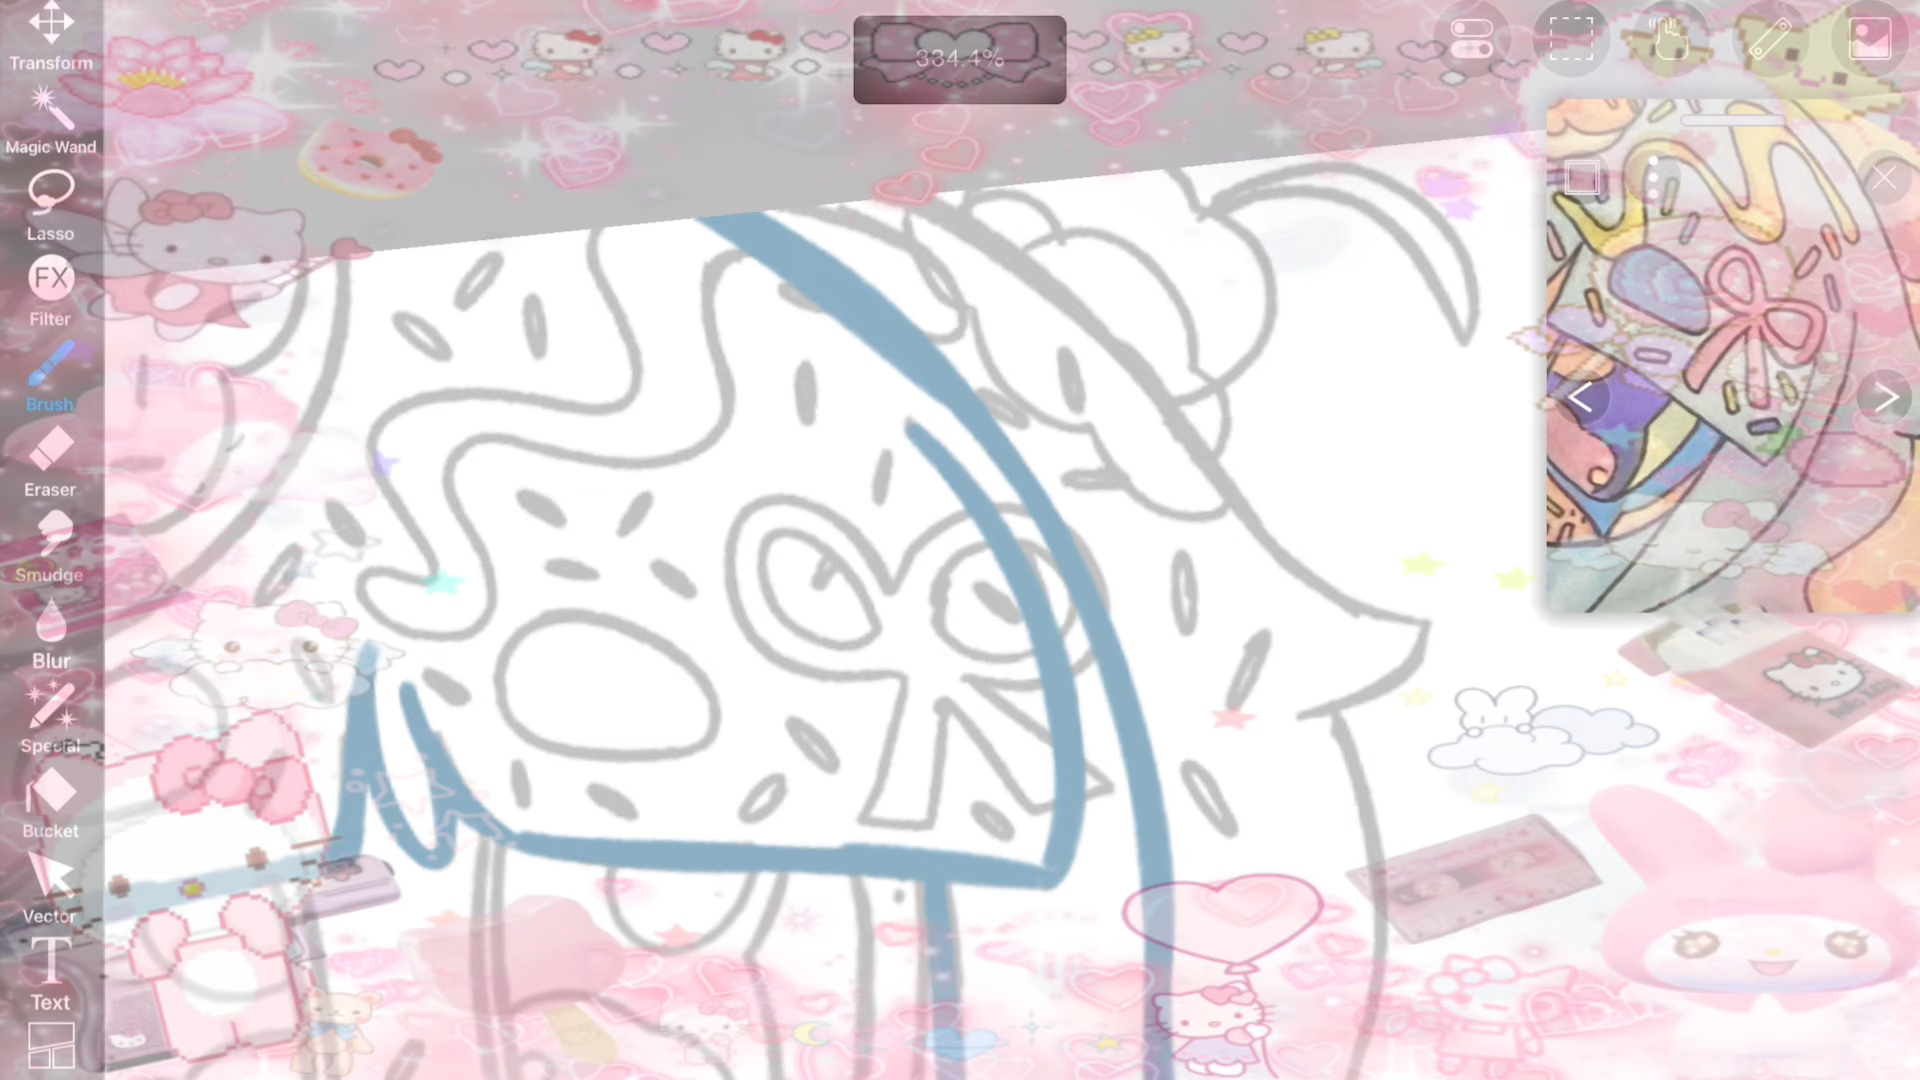 334.4%
Transform
Magic Wand
Lasso
FX
Filter
Brush
Eraser
Smudge
Blur
Special
Bucket
Vector
T
Text